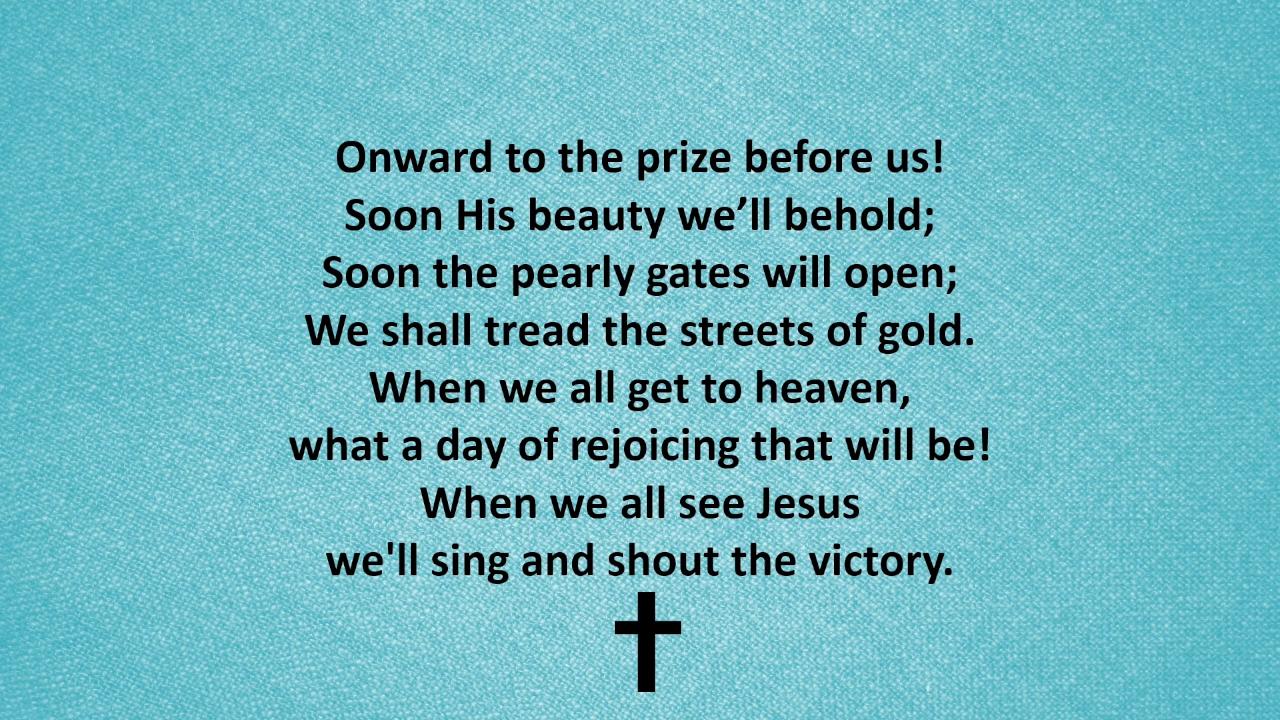 Onward to the prize before us!
Soon His beauty we’ll behold;
Soon the pearly gates will open;
We shall tread the streets of gold.
When we all get to heaven,
what a day of rejoicing that will be!
When we all see Jesus
we'll sing and shout the victory.